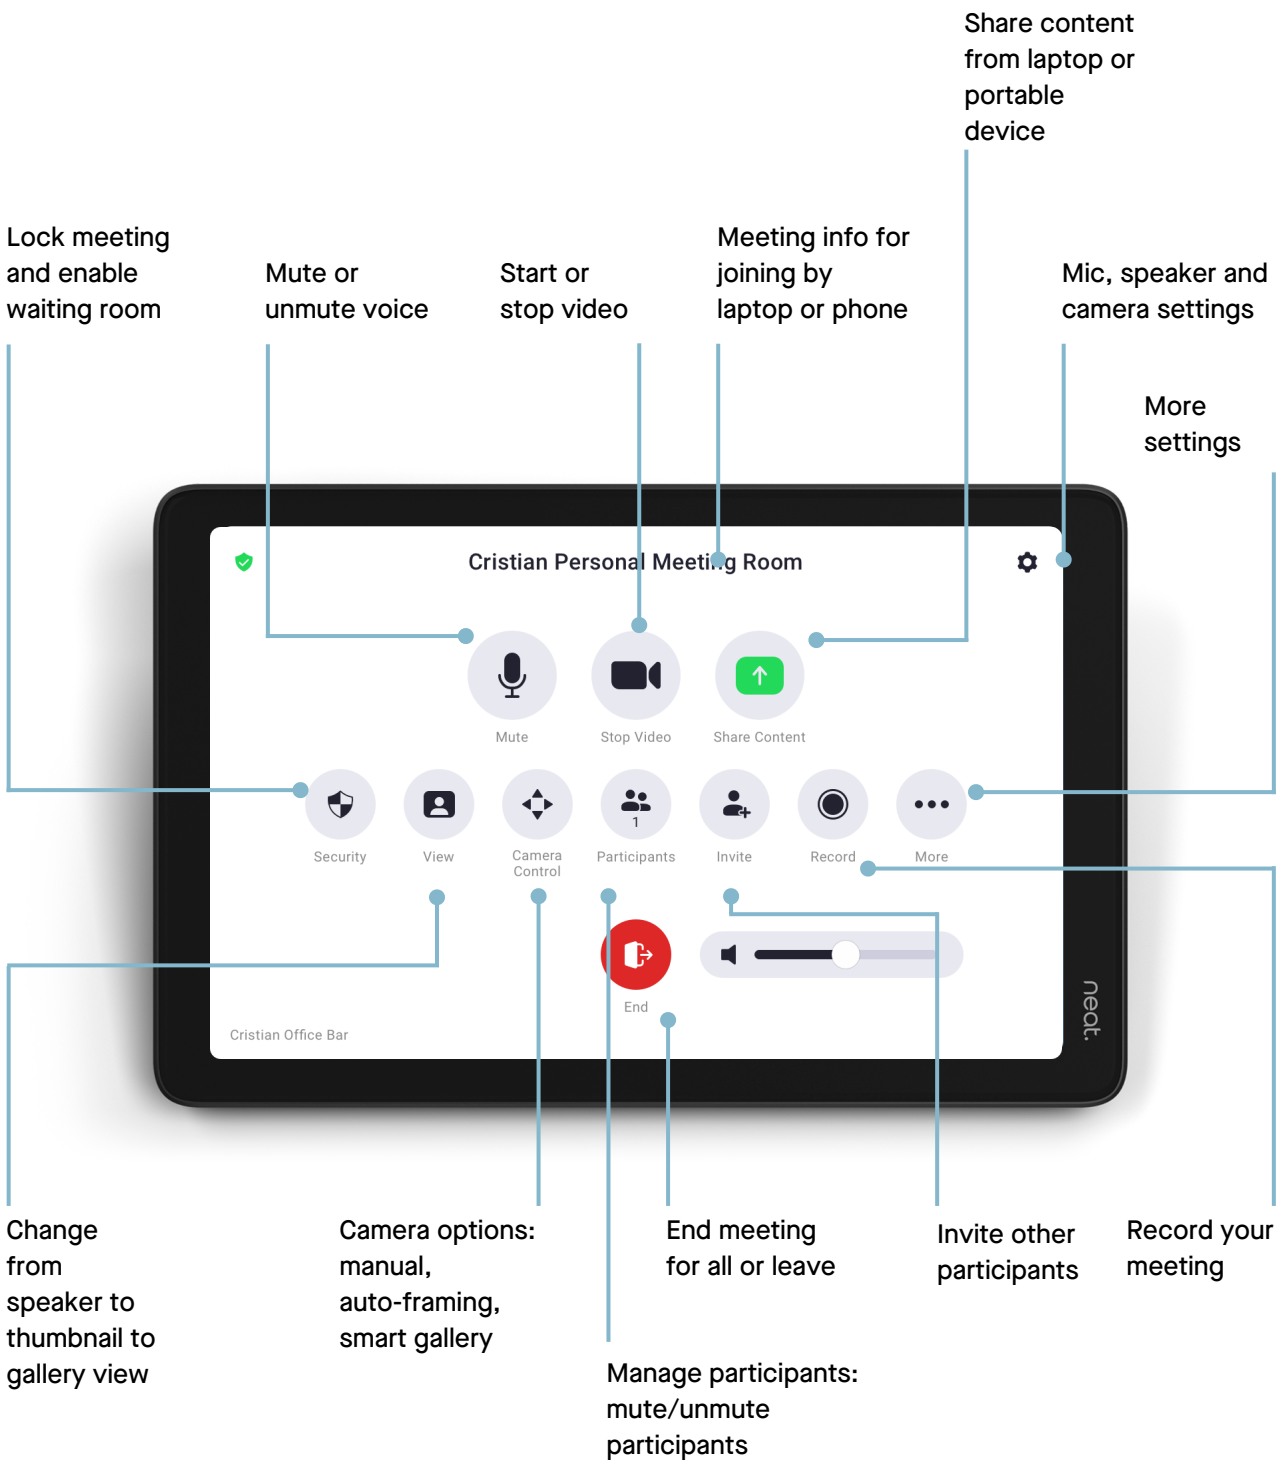 Share content
from laptop or
portable
device
Lock meeting
and enable
waiting room
Mute or
unmute voice
Start or
stop video
Meeting info for
joining by
laptop or phone
Mic, speaker and
camera settings
More
settings
Cristian Personal Meeting Room
Mute
Stop Video
Share Content
1
Security
View
Camera
Control
Participants
Invite
Record
More
End
Cristian Office Bar
neat.
Change
from
speaker to
thumbnail to
gallery view
Camera options:
manual,
auto-framing,
smart gallery
Manage participants:
mute/unmute
participants
End meeting
for all or leave
Invite other
participants
Record your
meeting